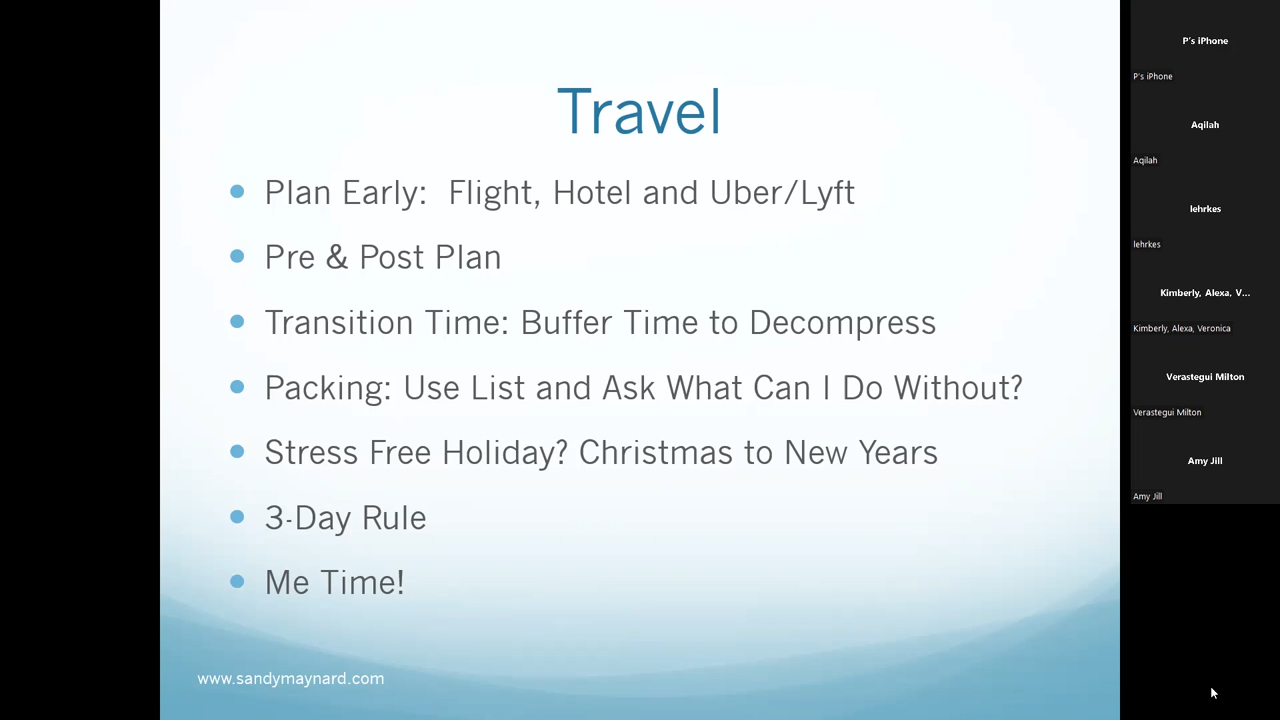 Travel
Plan Early:  Flight, Hotel and Uber/Lyft
Pre & Post Plan
Transition Time: Buffer Time to Decompress
Packing: Use List and Ask What Can I Do Without?
Stress Free Holiday? Christmas to New Years
3-Day Rule
Me Time!
www.sandymaynard.com
P's iPhone
P's iPhone
Aqilah
Aqilah
lehrkes
lehrkes
Kimberly, Alexa, V...
Kimberly, Alexa, Veronica
Verastegui Milton
Verastegui Milton
Amy Jill
Amy Jill